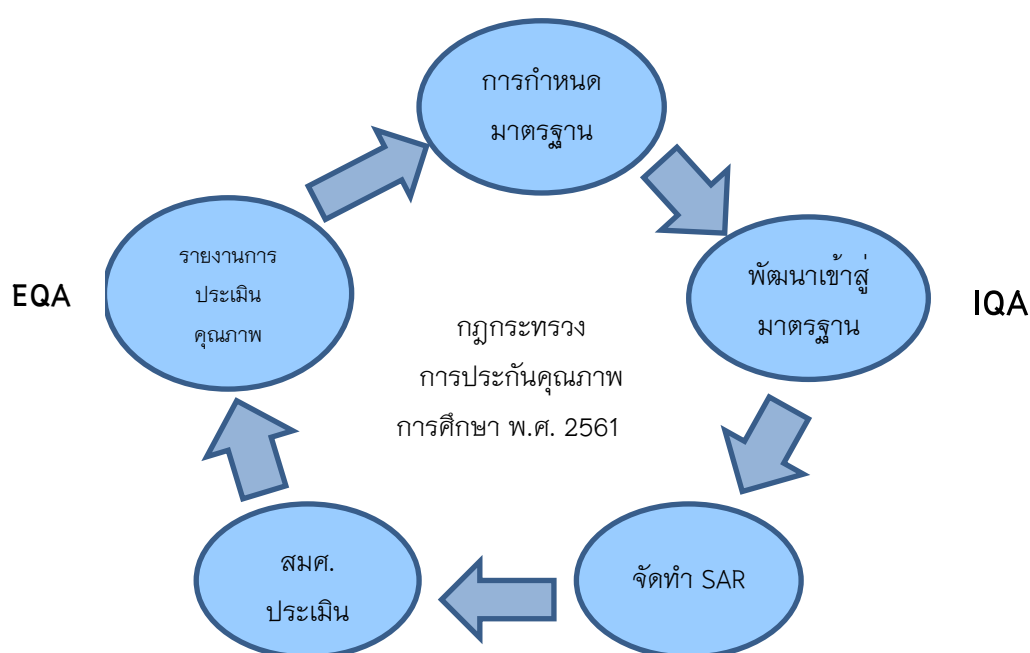 การกำหนด
มาตรฐาน
รายงานการ
ประเมิน
คุณภาพ
EQA
พัฒนาเข้าสู่
มาตรฐาน
IQA
กฎกระทรวง
การประกันคุณภาพ
การศึกษา พ.ศ. 2561
สมศ.
ประเมิน
จัดทำ SAR